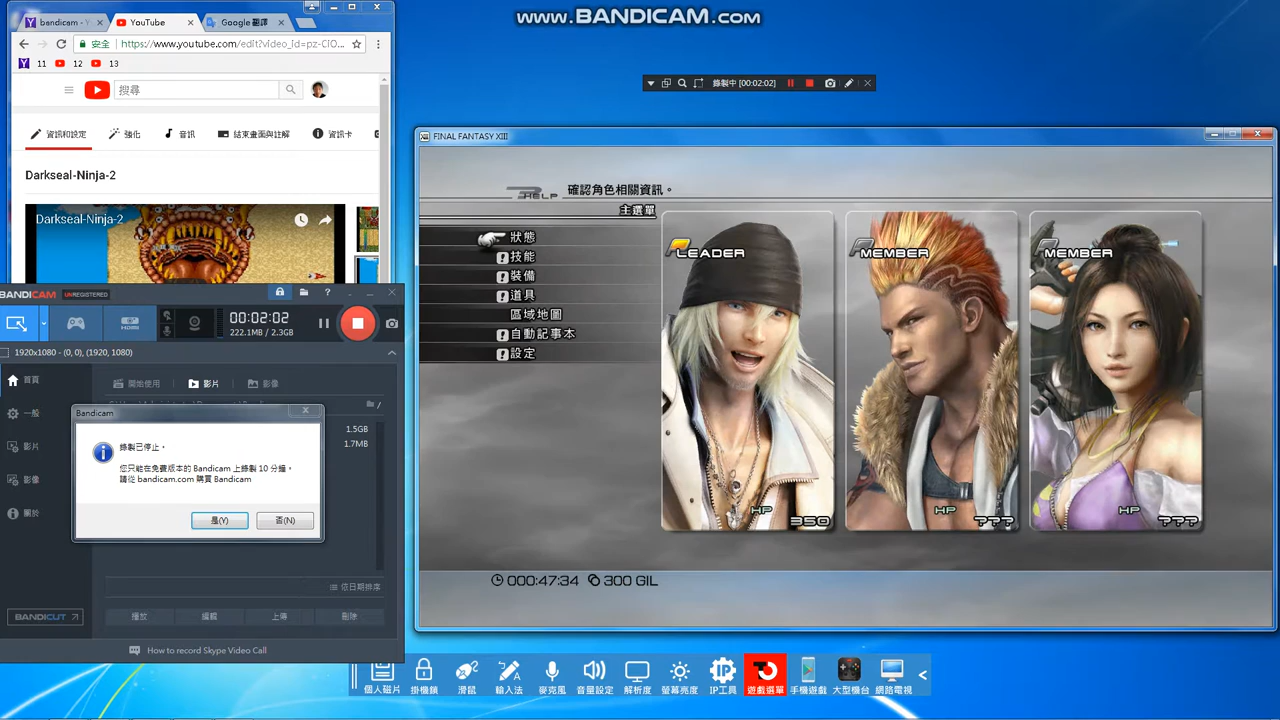 www.BANDICAM.com
bandicam - Y
YouTube
Google 翻譯
安全
https://www.youtube.com/edit?video_id=pz-CiO...
11
12
13
搜尋
資訊和設定
強化
音訊
結束畫面與註解
資訊卡
Darkseal-Ninja-2
Darkseal-Ninja-2
BANDICAM
UNREGISTERED
HDMI
00:02:02
222.1MB / 2.3GB
1920x1080 - (0, 0), (1920, 1080)
首頁
一般
影片
影像
關於
開始使用
影片
影像
1.5GB
1.7MB
Bandicam
錄製已停止。
您只能在免費版本的 Bandicam 上錄製 10 分鐘。
請從 bandicam.com 購買 Bandicam
是(Y)
否(N)
依日期排序
BANDICUT
播放
編輯
上傳
刪除
How to record Skype Video Call
錄製中 [00:02:02]
FINAL FANTASY XIII
HELP
確認角色相關資訊。
主選單
狀態
技能
裝備
道具
區域地圖
自動記事本
設定
LEADER
MEMBER
MEMBER
HP 350
HP ???
HP ???
000:47:34
300 GIL
個人磁片
掛機鎖
滑鼠
輸入法
麥克風
音量設定
解析度
螢幕亮度
IP
IP工具
遊戲選單
手機遊戲
大型機台
網路電視